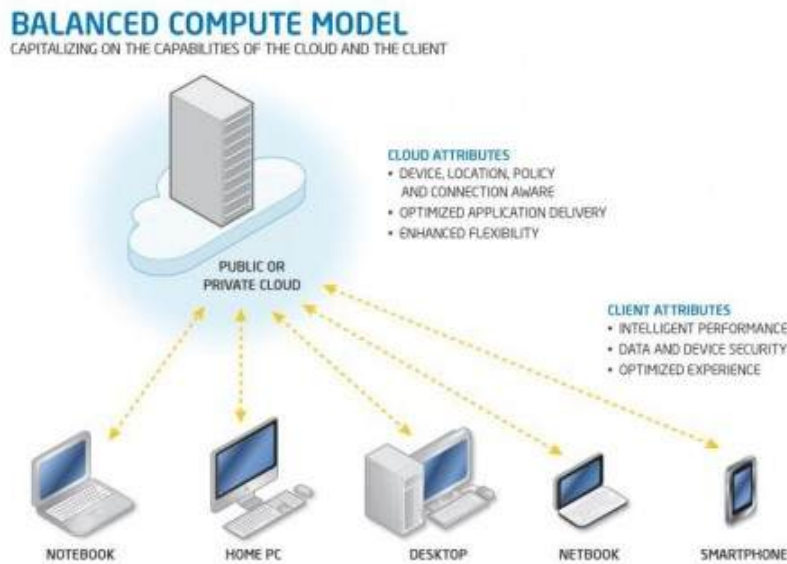 BALANCED COMPUTE MODEL
CAPITALIZING ON THE CAPABILITIES OF THE CLOUD AND THE CLIENT
CLOUD ATTRIBUTES
• DEVICE, LOCATION, POLICY
AND CONNECTION AWARE
• OPTIMIZED APPLICATION DELIVERY
• ENHANCED FLEXIBILITY
PUBLIC OR
PRIVATE CLOUD
CLIENT ATTRIBUTES
• INTELLIGENT PERFORMANCE
• DATA AND DEVICE SECURITY
• OPTIMIZED EXPERIENCE
NOTEBOOK
HOME PC
DESKTOP
NETBOOK
SMARTPHONE